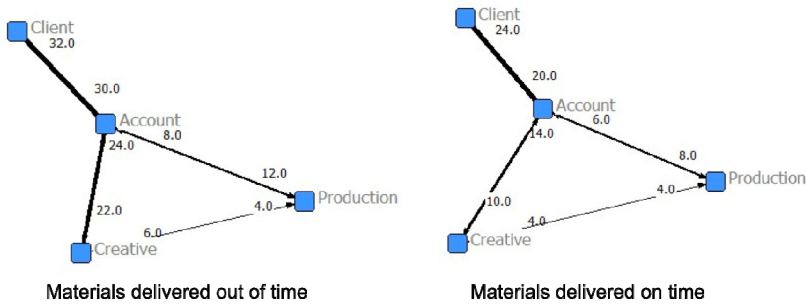 Client
32.0
30.0
Account
24.0
8.0
12.0
Production
22.0
6.0
4.0
Creative
Materials delivered out of time
Client
24.0
20.0
Account
14.0
6.0
8.0
Production
10.0
4.0
4.0
Creative
Materials delivered on time